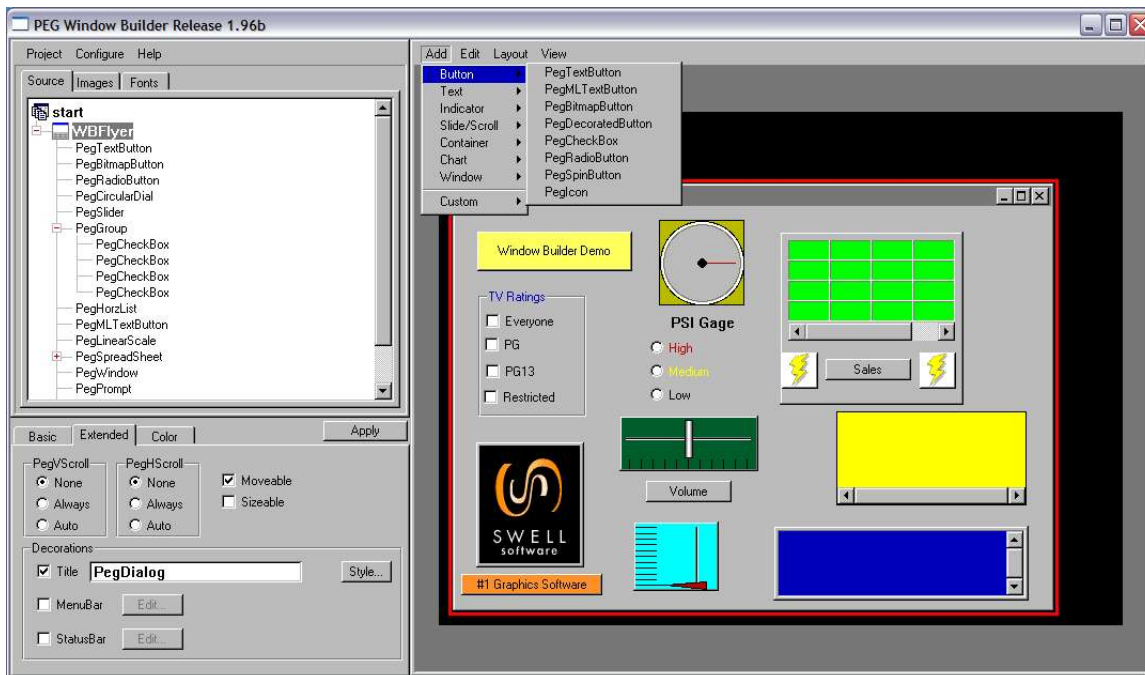 PEG Window Builder Release 1.96b
Project Configure Help
Source Images Fonts
start
WBFlyer
PegTextButton
PegBitmapButton
PegRadioButton
PegCircularDial
PegSlider
PegGroup
PegCheckBox
PegCheckBox
PegCheckBox
PegCheckBox
PegHorzList
PegMLTextButton
PegLinearScale
PegSpreadSheet
PegWindow
PegPrompt
Basic Extended Color Apply
PegVScroll PegHScroll
None None Moveable
Always Always Sizeable
Auto Auto
Decorations
Title PegDialog Style...
MenuBar Edit...
StatusBar Edit...
Add Edit Layout View
Button
Text
Indicator
Slide/Scroll
Container
Chart
Window
Custom
PegTextButton
PegMLTextButton
PegBitmapButton
PegDecoratedButton
PegCheckBox
PegRadioButton
PegSpinButton
PegIcon
Window Builder Demo
TV Ratings
Everyone
PG
PG13
Restricted
PSI Gage
High
Medium
Low
Sales
Volume
SWELL
software
#1 Graphics Software